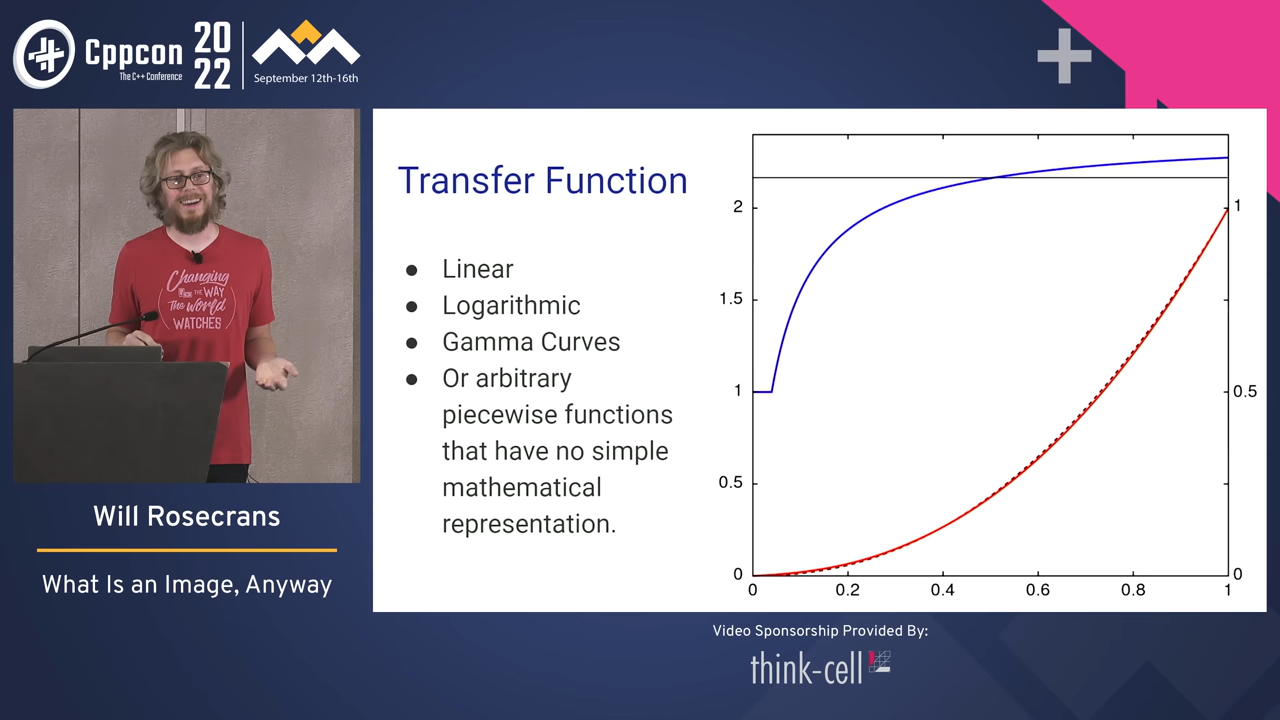 Cppcon
The C++ Conference
20
22
September 12th-16th
Changing
THE WAY
The world
WATCHES
Will Rosecrans
What Is an Image, Anyway
Transfer Function
● Linear
● Logarithmic
● Gamma Curves
● Or arbitrary
piecewise functions
that have no simple
mathematical
representation.
2
1.5
1
0.5
0
0 0.2 0.4 0.6 0.8 1
1
0.5
0
Video Sponsorship Provided By:
think-cell